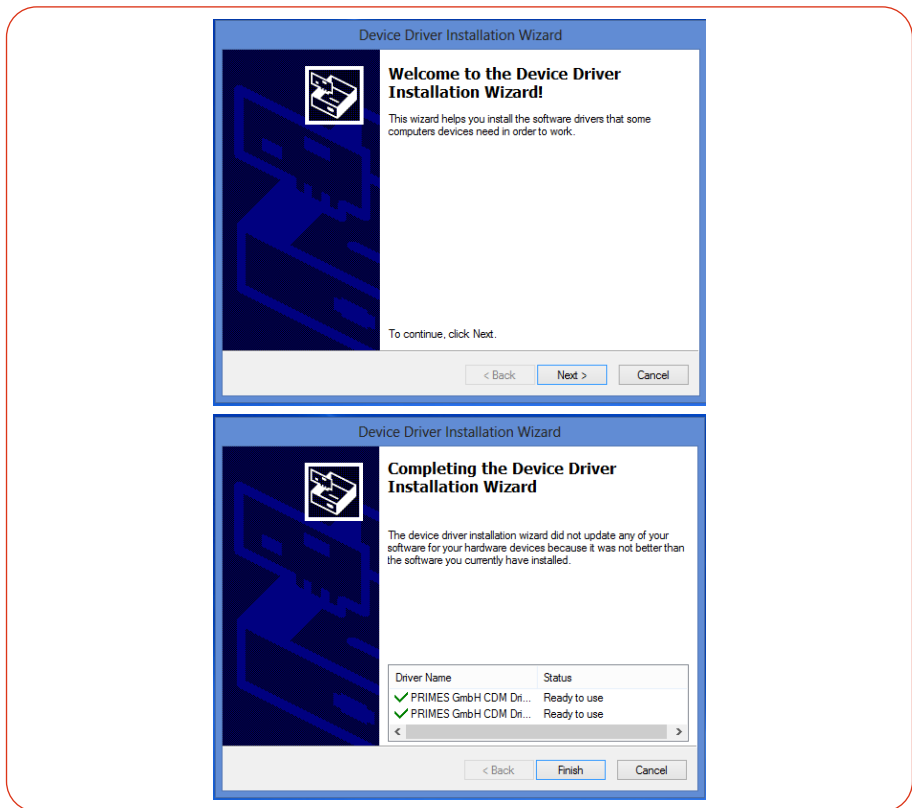 Device Driver Installation Wizard
Welcome to the Device Driver
Installation Wizard!
This wizard helps you install the software drivers that some
computers devices need in order to work.
To continue, click Next.
< Back Next > Cancel
Device Driver Installation Wizard
Completing the Device Driver
Installation Wizard
The device driver installation wizard did not update any of your
software for your hardware devices because it was not better than
the software you currently have installed.
Driver Name Status
PRIMES GmbH CDM Dri... Ready to use
PRIMES GmbH CDM Dri... Ready to use
< Back Finish Cancel